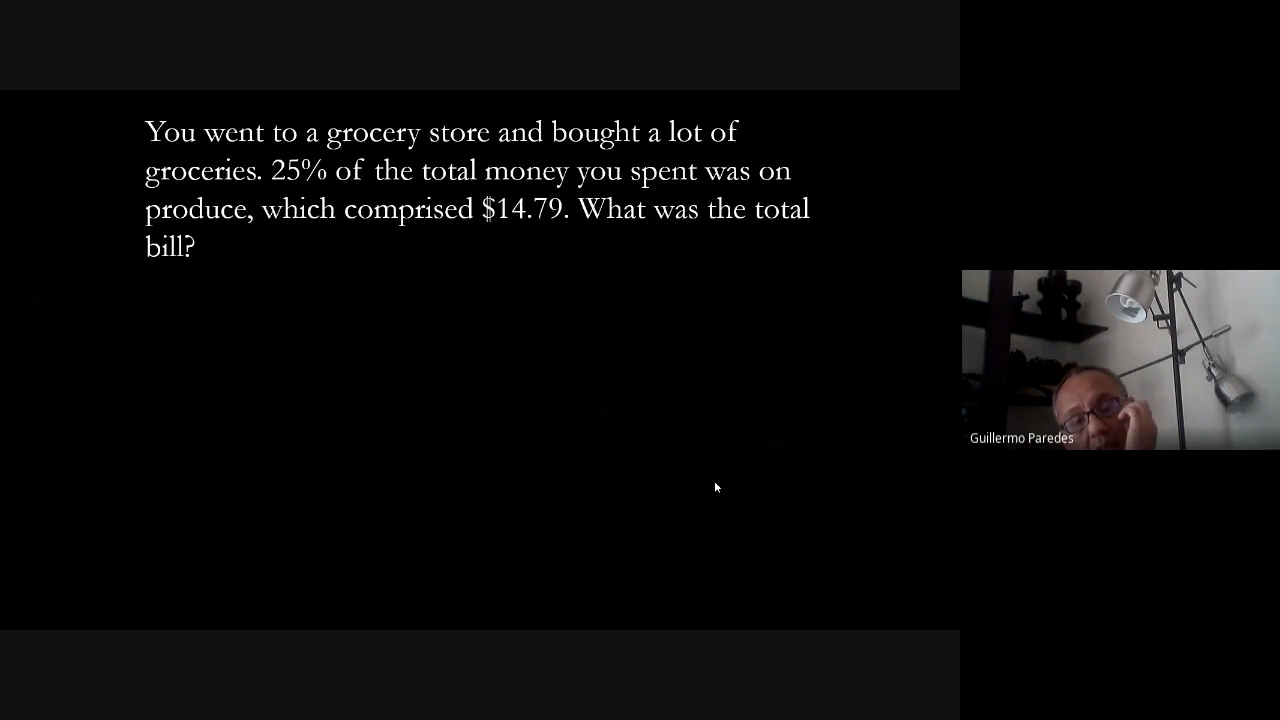 You went to a grocery store and bought a lot of
groceries. 25% of the total money you spent was on
produce, which comprised $14.79. What was the total
bill?
Guillermo Paredes